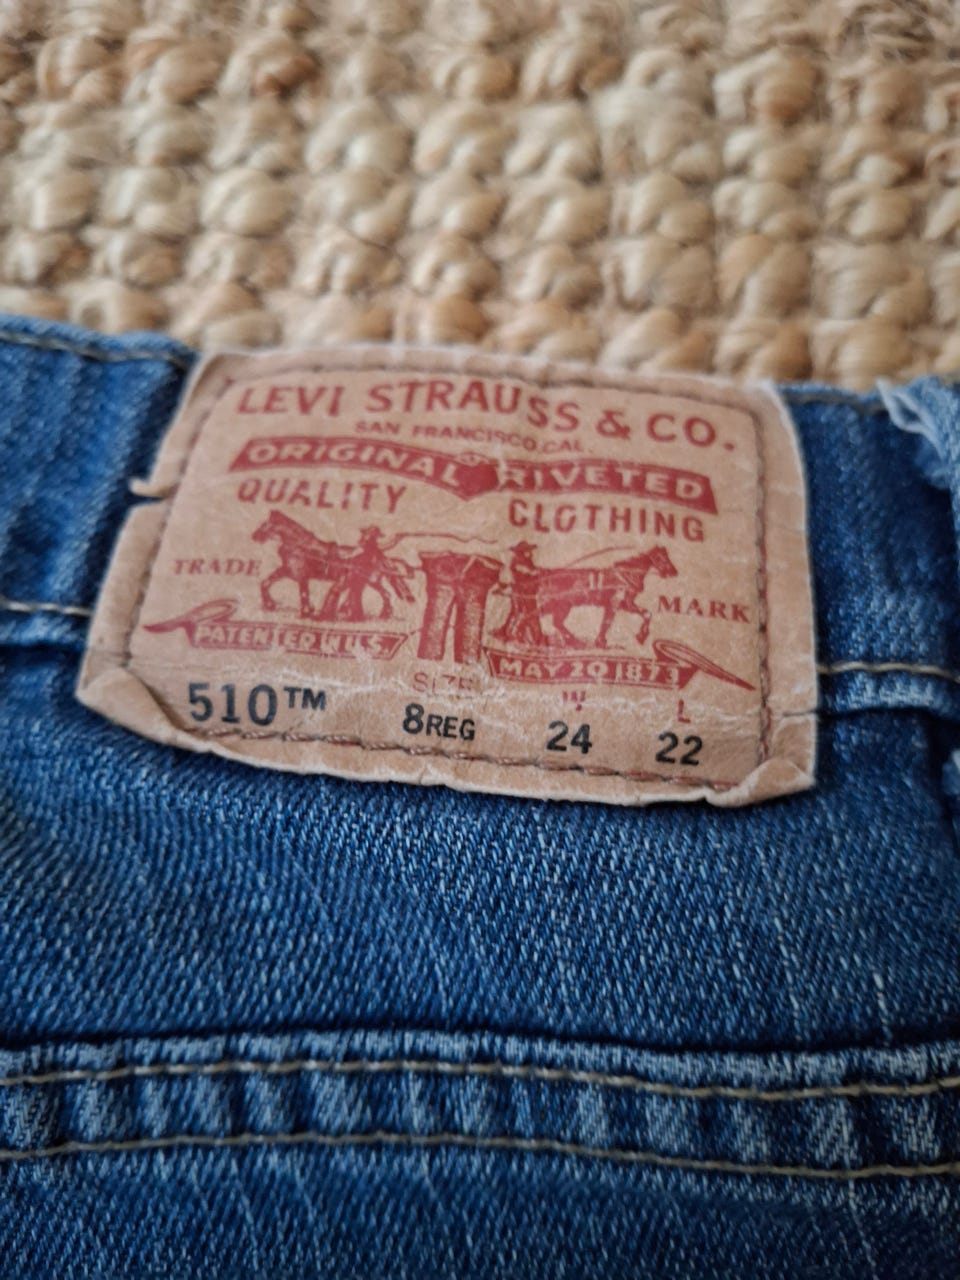 LEVI STRAUSS & CO.
SAN FRANCISCO CAL
ORIGINAL RIVETED
QUALITY CLOTHING
TRADE MARK
PATENTED IN U.S. MAY 20 1873
SIZE W L
510™ 8REG 24 22